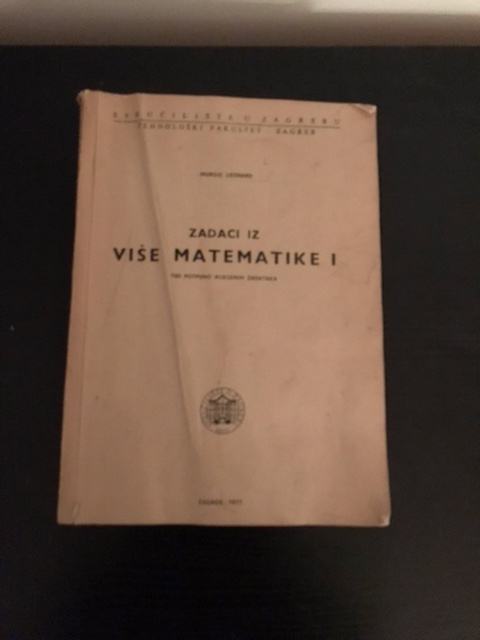 SVEUČILIŠTE U ZAGREBU
TEHNOLOŠKI FAKULTET ZAGREB
ZADACI IZ
VIŠE MATEMATIKE I
ZAGREB, 1977.